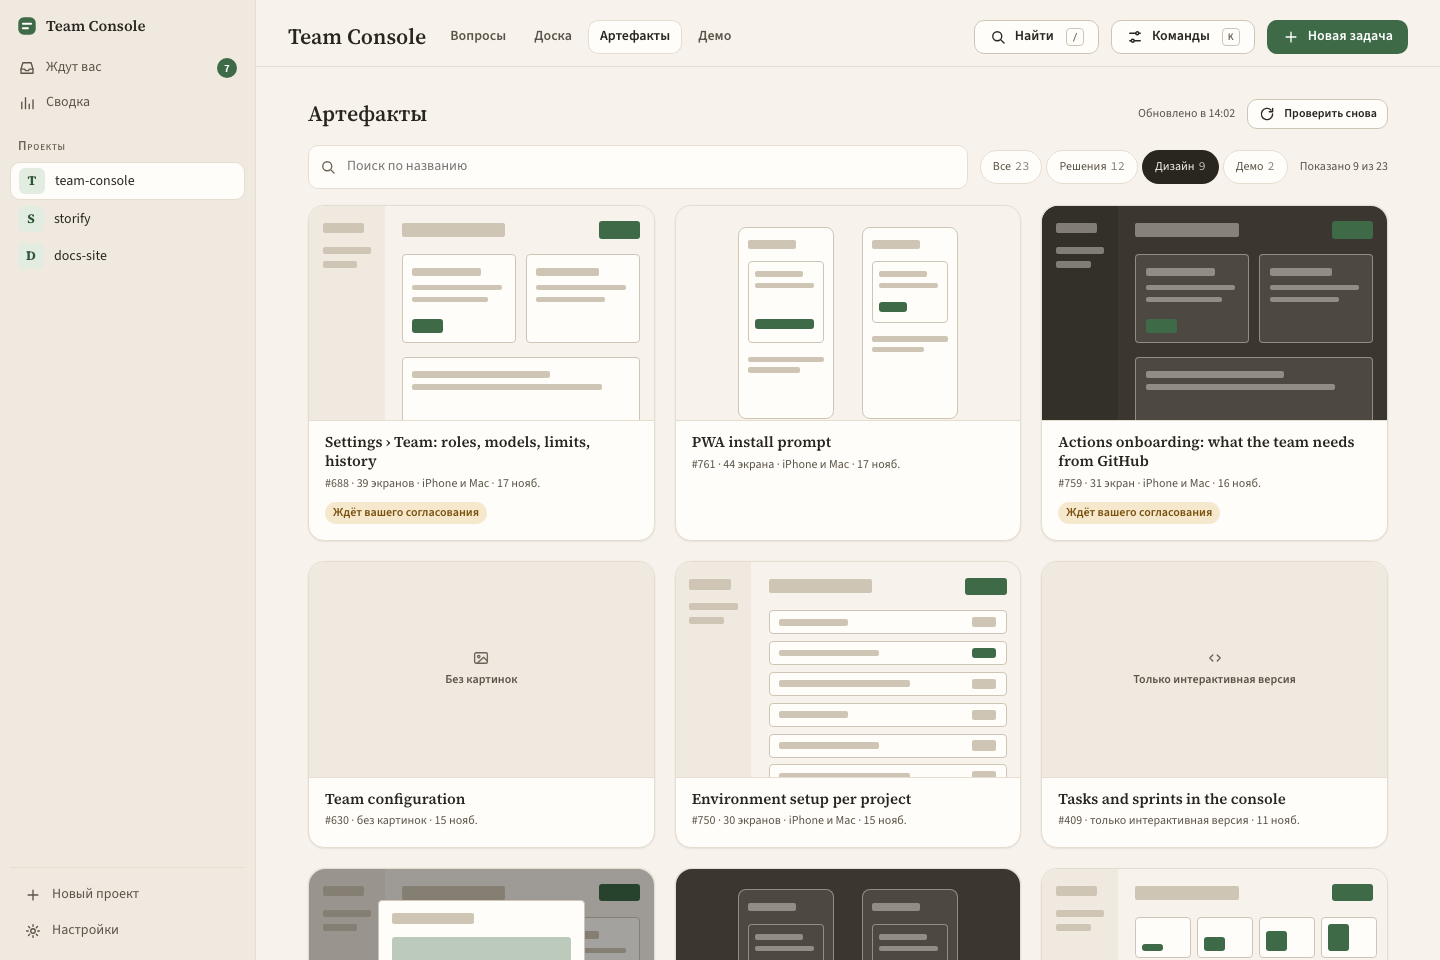 Team Console
Ждут вас
7
Сводка
Проекты
T team-console
S storify
D docs-site
Новый проект
Настройки
Team Console
Вопросы
Доска
Артефакты
Демо
Найти /
Команды K
Новая задача
Артефакты
Обновлено в 14:02
Проверить снова
Поиск по названию
Все 23
Решения 12
Дизайн 9
Демо 2
Показано 9 из 23
Settings › Team: roles, models, limits,
history
#688 · 39 экранов · iPhone и Mac · 17 нояб.
Ждёт вашего согласования
PWA install prompt
#761 · 44 экрана · iPhone и Mac · 17 нояб.
Actions onboarding: what the team needs
from GitHub
#759 · 31 экран · iPhone и Mac · 16 нояб.
Ждёт вашего согласования
Без картинок
Team configuration
#630 · без картинок · 15 нояб.
Environment setup per project
#750 · 30 экранов · iPhone и Mac · 15 нояб.
Только интерактивная версия
Tasks and sprints in the console
#409 · только интерактивная версия · 11 нояб.